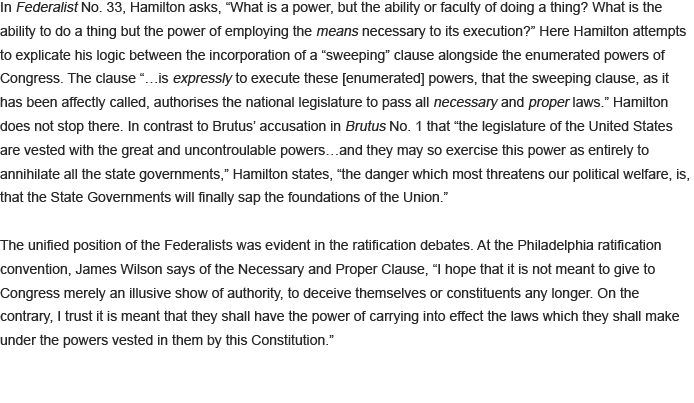 In Federalist No. 33, Hamilton asks, “What is a power, but the ability or faculty of doing a thing? What is the
ability to do a thing but the power of employing the means necessary to its execution?” Here Hamilton attempts
to explicate his logic between the incorporation of a “sweeping” clause alongside the enumerated powers of
Congress. The clause “…is expressly to execute these [enumerated] powers, that the sweeping clause, as it
has been affectly called, authorises the national legislature to pass all necessary and proper laws.” Hamilton
does not stop there. In contrast to Brutus’ accusation in Brutus No. 1 that “the legislature of the United States
are vested with the great and uncontroulable powers…and they may so exercise this power as entirely to
annihilate all the state governments,” Hamilton states, “the danger which most threatens our political welfare, is,
that the State Governments will finally sap the foundations of the Union.”
The unified position of the Federalists was evident in the ratification debates. At the Philadelphia ratification
convention, James Wilson says of the Necessary and Proper Clause, “I hope that it is not meant to give to
Congress merely an illusive show of authority, to deceive themselves or constituents any longer. On the
contrary, I trust it is meant that they shall have the power of carrying into effect the laws which they shall make
under the powers vested in them by this Constitution.”